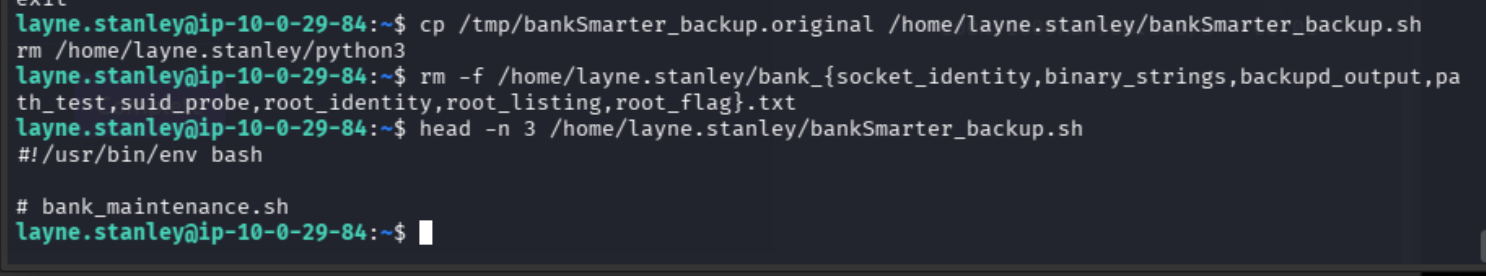 exit
layne.stanley@ip-10-0-29-84:~$ cp /tmp/bankSmarter_backup.original /home/layne.stanley/bankSmarter_backup.sh
rm /home/layne.stanley/python3
layne.stanley@ip-10-0-29-84:~$ rm -f /home/layne.stanley/bank_{socket_identity,binary_strings,backupd_output,pa
th_test,suid_probe,root_identity,root_listing,root_flag}.txt
layne.stanley@ip-10-0-29-84:~$ head -n 3 /home/layne.stanley/bankSmarter_backup.sh
#!/usr/bin/env bash

# bank_maintenance.sh
layne.stanley@ip-10-0-29-84:~$